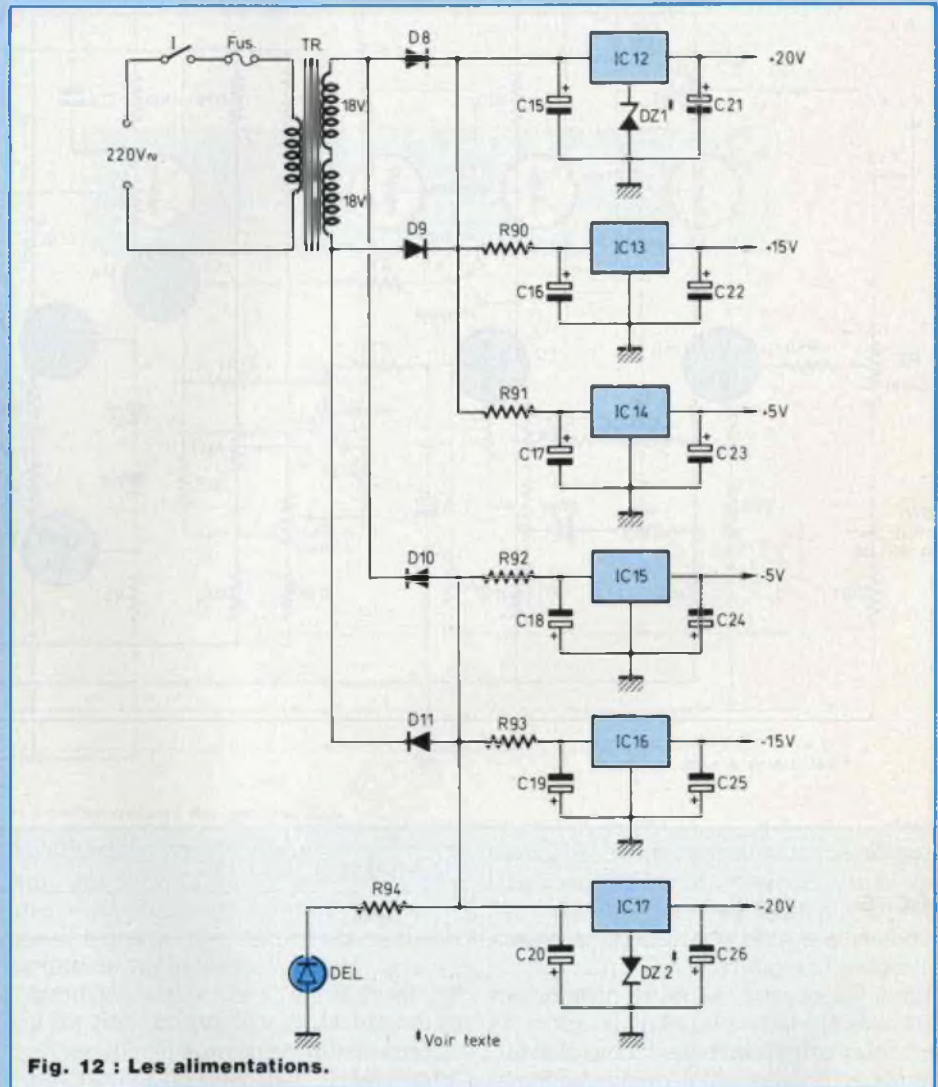 I
Fus.
TR.
D8
IC12
+20V
18V
C15
DZ1*
C21
220V~
18V
D9
R90
IC13
+15V
C16
C22
R91
IC14
+5V
C17
C23
D10
R92
IC15
-5V
C18
C24
D11
R93
IC16
-15V
C19
C25
R94
IC17
-20V
C20
DZ2*
C26
DEL
*Voir texte
Fig. 12 : Les alimentations.